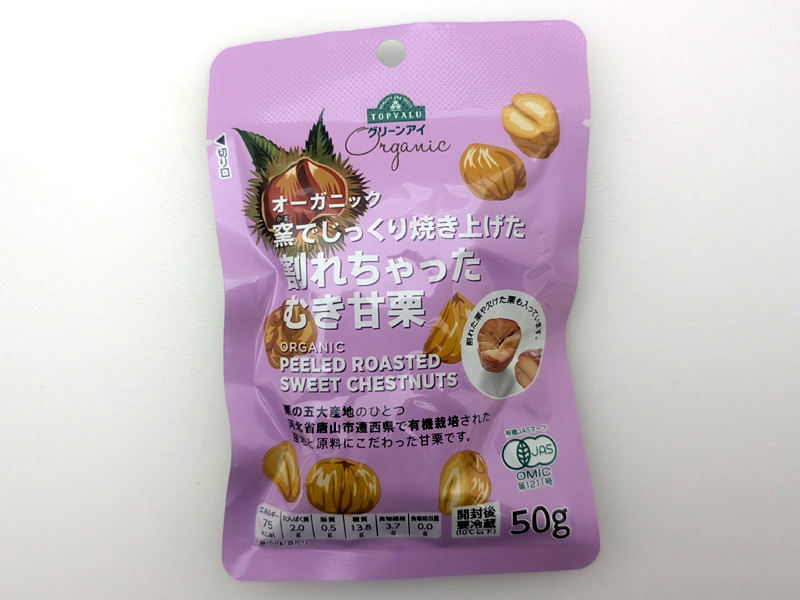 TOPVALU
グリーンアイ
Organic
切り口
オーガニック
窯でじっくり焼き上げた
割れちゃった
むき甘栗
割れた栗や欠けた栗も入っています。
ORGANIC
PEELED ROASTED
SWEET CHESTNUTS
栗の五大産地のひとつ
河北省唐山市遷西県で有機栽培された
産地と原料にこだわった甘栗です。
有機JASマーク
JAS
OMIC
第1211号
エネルギー たんぱく質 脂質 糖質 食物繊維 食塩相当量
75 kcal 2.0 g 0.5 g 13.8 g 3.7 g 0.0 g
開封後
要冷蔵
(10℃以下)
50g